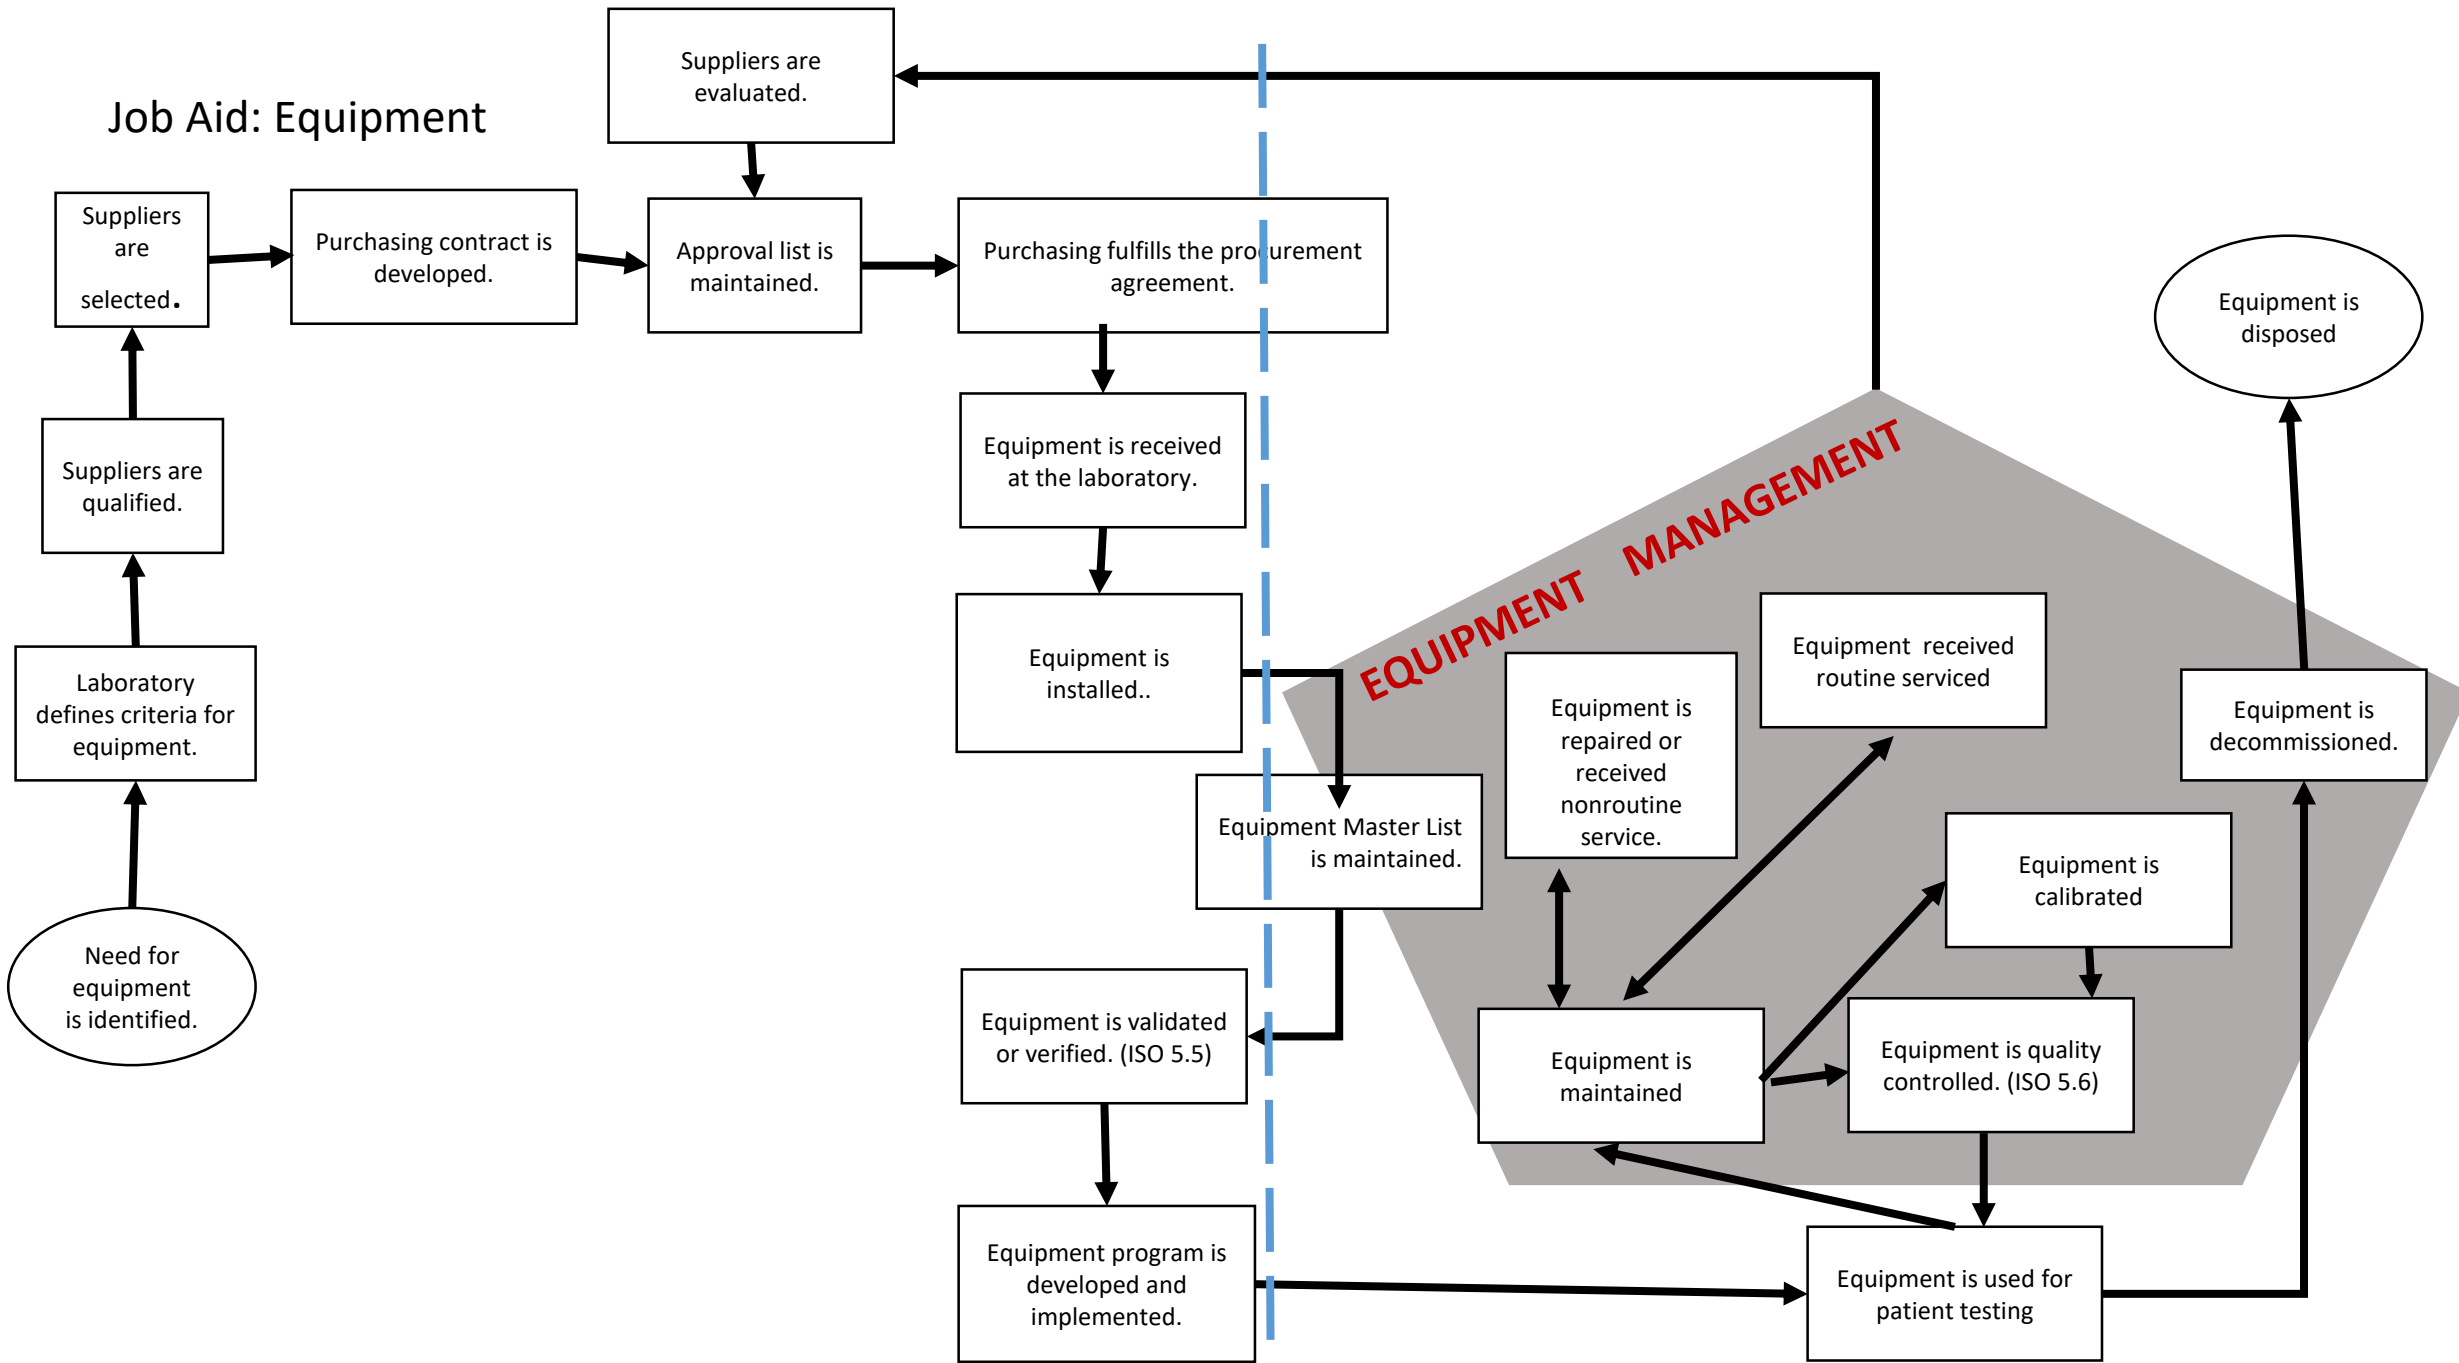 Job Aid: Equipment
Suppliers are
evaluated.
Suppliers
are
selected.
Purchasing contract is
developed.
Approval list is
maintained.
Purchasing fulfills the procurement
agreement.
Equipment is
disposed
Suppliers are
qualified.
Equipment is received
at the laboratory.
EQUIPMENT MANAGEMENT
Laboratory
defines criteria for
equipment.
Equipment is
installed..
Equipment is
repaired or
received
nonroutine
service.
Equipment received
routine serviced
Equipment is
decommissioned.
Equipment Master List
is maintained.
Equipment is
calibrated
Need for
equipment
is identified.
Equipment is validated
or verified. (ISO 5.5)
Equipment is
maintained
Equipment is quality
controlled. (ISO 5.6)
Equipment program is
developed and
implemented.
Equipment is used for
patient testing